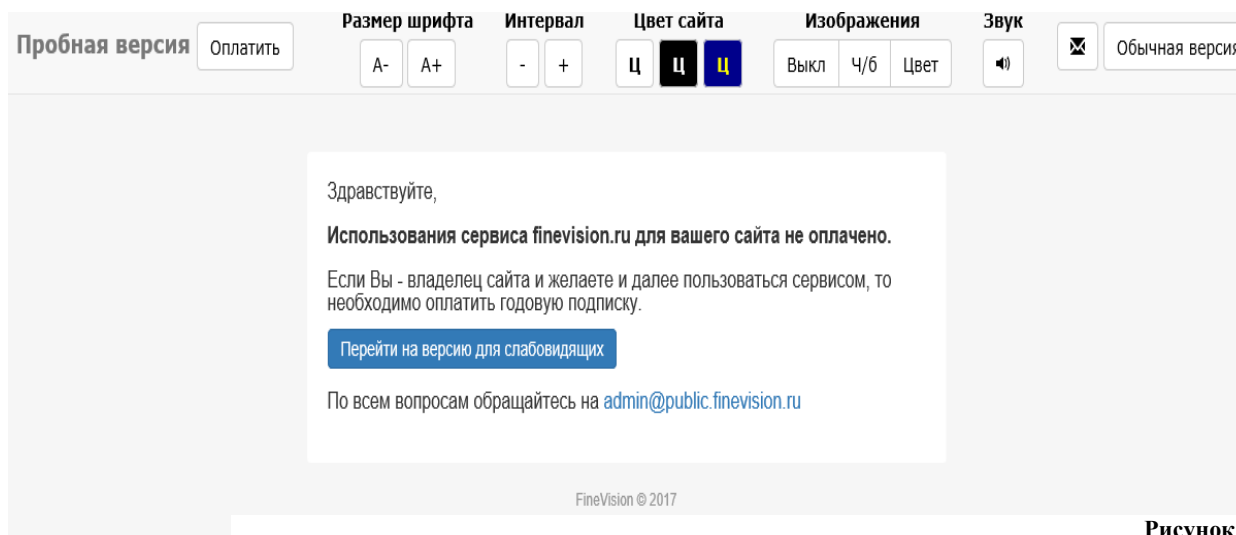 Пробная версия Оплатить
Размер шрифта Интервал Цвет сайта Изображения Звук
А- А+ - + Ц Ц Ц Выкл Ч/б Цвет Обычная версия
Здравствуйте,
Использования сервиса finevision.ru для вашего сайта не оплачено.
Если Вы - владелец сайта и желаете и далее пользоваться сервисом, то
необходимо оплатить годовую подписку.
Перейти на версию для слабовидящих
По всем вопросам обращайтесь на admin@public.finevision.ru
FineVision © 2017
Рисунок